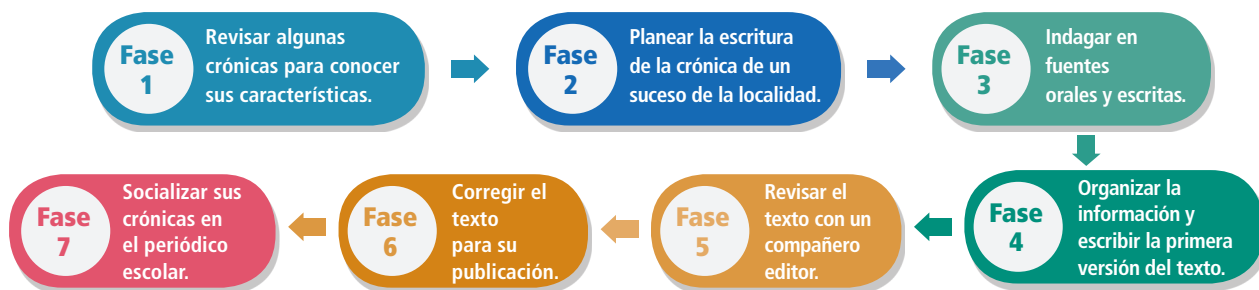 Fase
1
Revisar algunas
crónicas para conocer
sus características.
Fase
2
Planear la escritura
de la crónica de un
suceso de la localidad.
Fase
3
Indagar en
fuentes
orales y escritas.
Fase
4
Organizar la
información y
escribir la primera
versión del texto.
Fase
5
Revisar el
texto con un
compañero
editor.
Fase
6
Corregir el
texto
para su
publicación.
Fase
7
Socializar sus
crónicas en
el periódico
escolar.